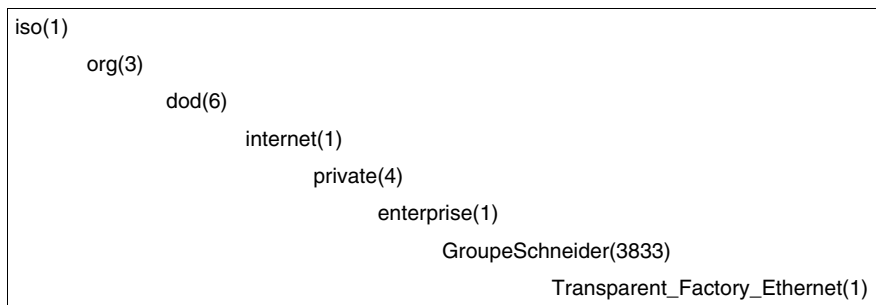 iso(1)
org(3)
dod(6)
internet(1)
private(4)
enterprise(1)
GroupeSchneider(3833)
Transparent_Factory_Ethernet(1)